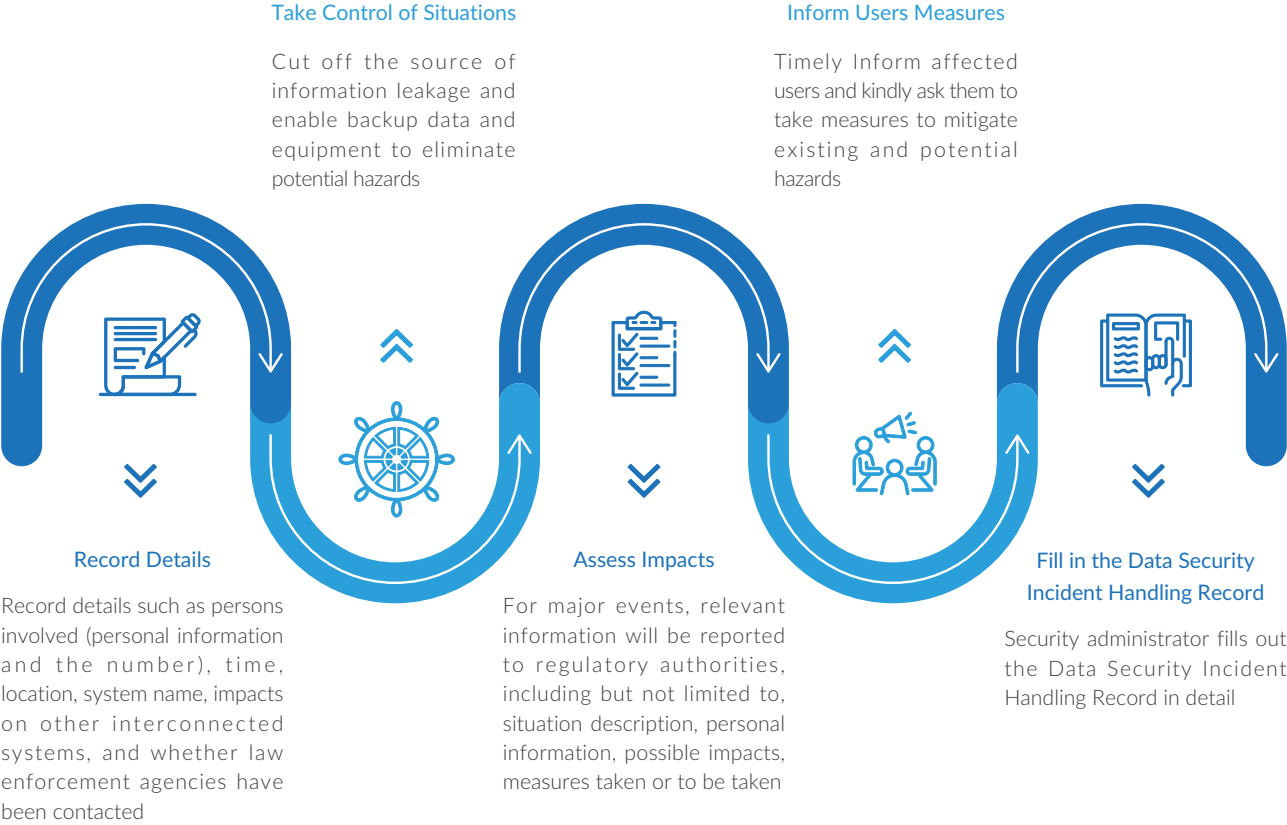 Take Control of Situations
Cut off the source of
information leakage and
enable backup data and
equipment to eliminate
potential hazards
Inform Users Measures
Timely Inform affected
users and kindly ask them to
take measures to mitigate
existing and potential
hazards
Record Details
Record details such as persons
involved (personal information
and the number), time,
location, system name, impacts
on other interconnected
systems, and whether law
enforcement agencies have
been contacted
Assess Impacts
For major events, relevant
information will be reported
to regulatory authorities,
including but not limited to,
situation description, personal
information, possible impacts,
measures taken or to be taken
Fill in the Data Security
Incident Handling Record
Security administrator fills out
the Data Security Incident
Handling Record in detail